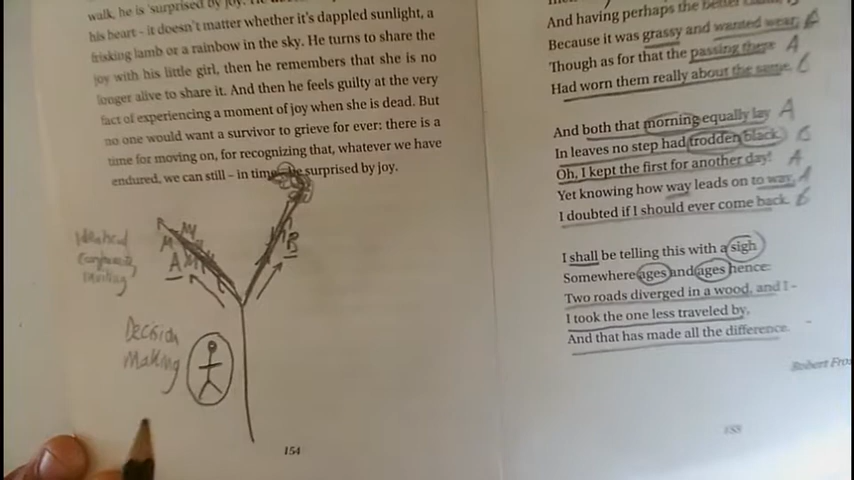 walk, he is 'surprised by joy.
his heart - it doesn't matter whether it's dappled sunlight, a
frisking lamb or a rainbow in the sky. He turns to share the
joy with his little girl, then he remembers that she is no
longer alive to share it. And then he feels guilty at the very
fact of experiencing a moment of joy when she is dead. But
no one would want a survivor to grieve for ever: there is a
time for moving on, for recognizing that, whatever we have
endured, we can still – in time – be surprised by joy.
A
B
Decision
Making
154
And having perhaps the better
Because it was grassy and wanted wear; A
Though as for that the passing there A
Had worn them really about the same,
And both that morning equally lay A
In leaves no step had trodden black.
Oh, I kept the first for another day! A
Yet knowing how way leads on to way, A
I doubted if I should ever come back.
I shall be telling this with a sigh
Somewhere ages and ages hence:
Two roads diverged in a wood, and I -
I took the one less traveled by,
And that has made all the difference.
Robert Fros
155